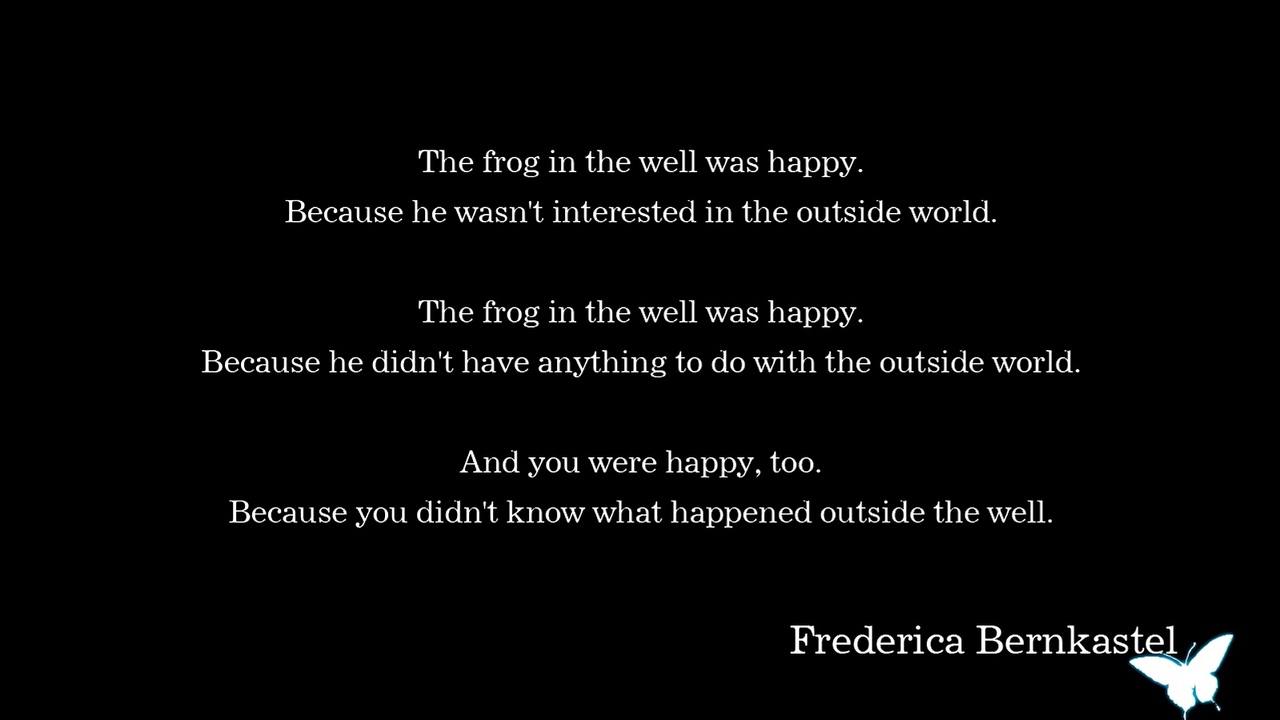 The frog in the well was happy.
Because he wasn't interested in the outside world.
The frog in the well was happy.
Because he didn't have anything to do with the outside world.
And you were happy, too.
Because you didn't know what happened outside the well.
Frederica Bernkastel